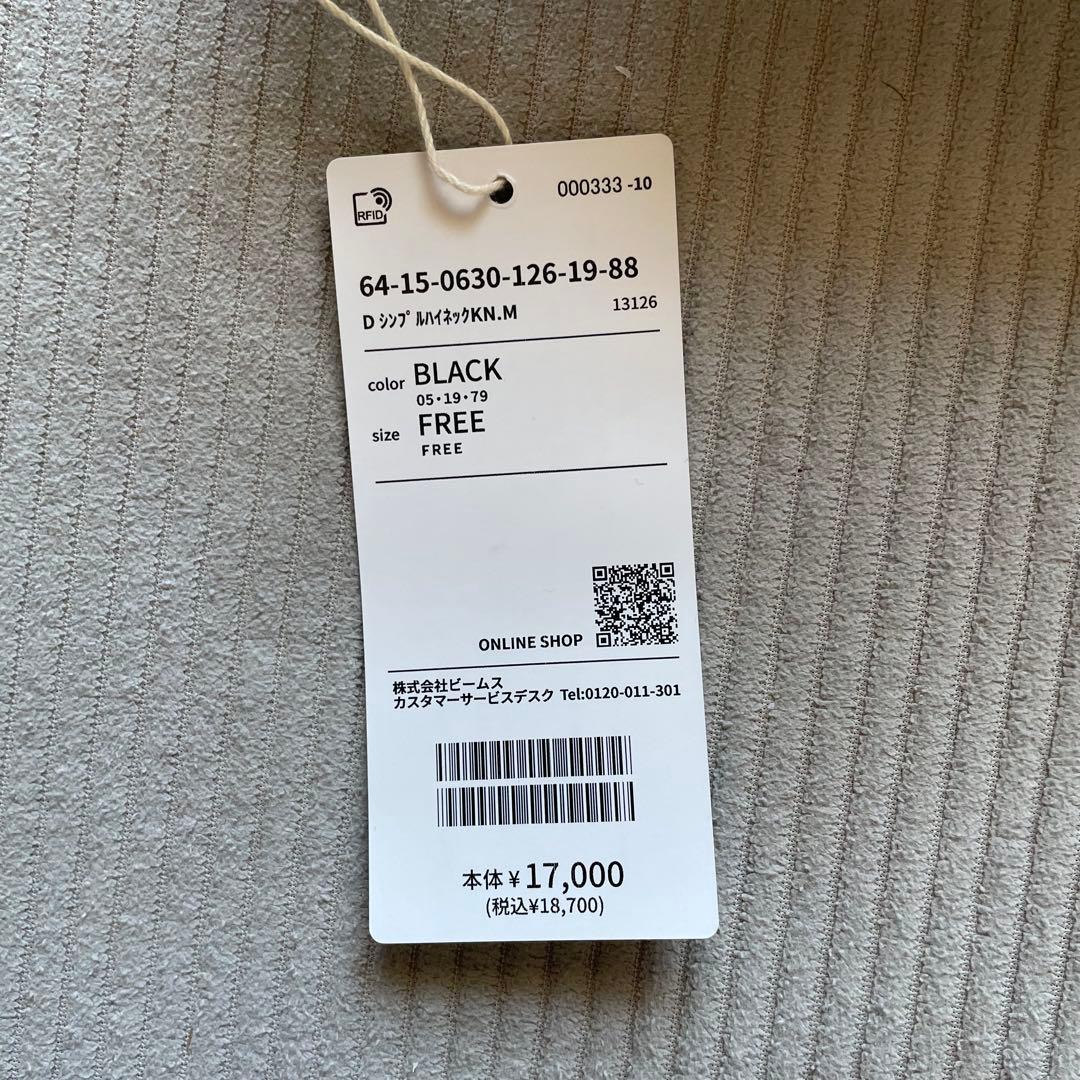 RFID
000333 -10
64-15-0630-126-19-88
D ｼﾝﾌﾟﾙﾊｲﾈｯｸKN.M 13126
color BLACK
05・19・79
size FREE
FREE
ONLINE SHOP
株式会社ビームス
カスタマーサービスデスク Tel:0120-011-301
本体¥17,000
(税込¥18,700)